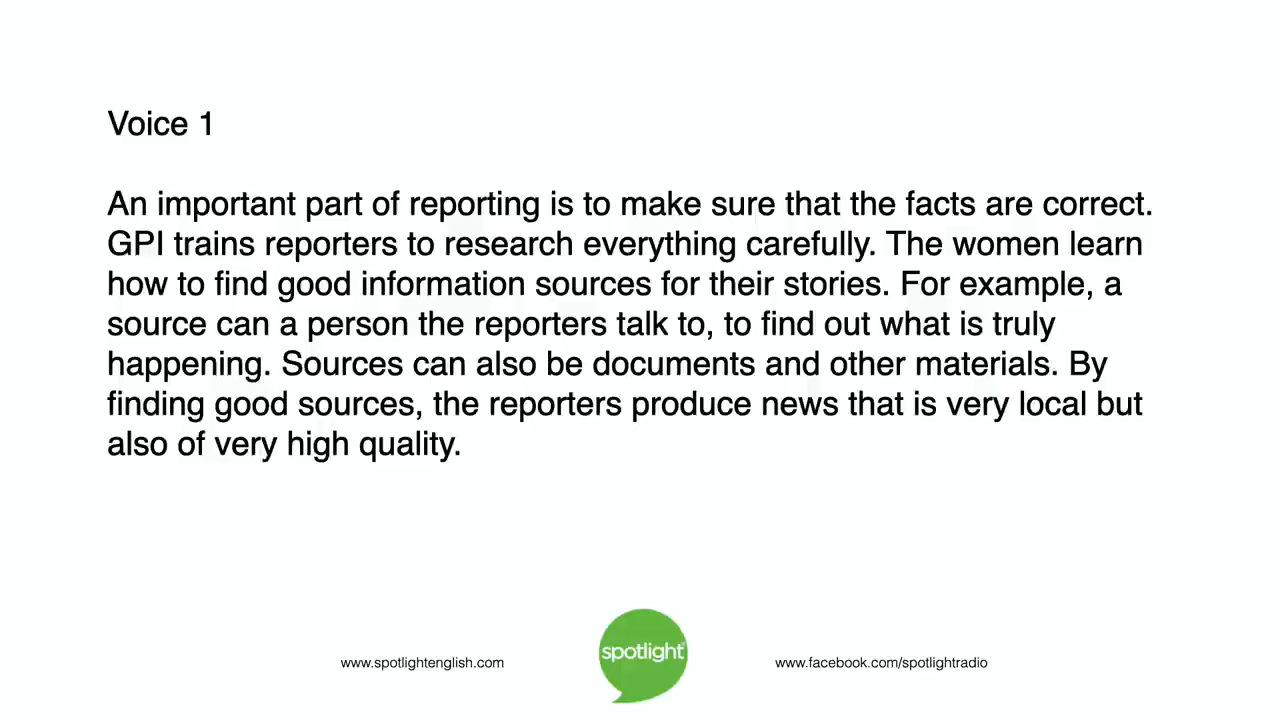 Voice 1
An important part of reporting is to make sure that the facts are correct.
GPI trains reporters to research everything carefully. The women learn
how to find good information sources for their stories. For example, a
source can a person the reporters talk to, to find out what is truly
happening. Sources can also be documents and other materials. By
finding good sources, the reporters produce news that is very local but
also of very high quality.
www.spotlightenglish.com
spotlight
www.facebook.com/spotlightradio